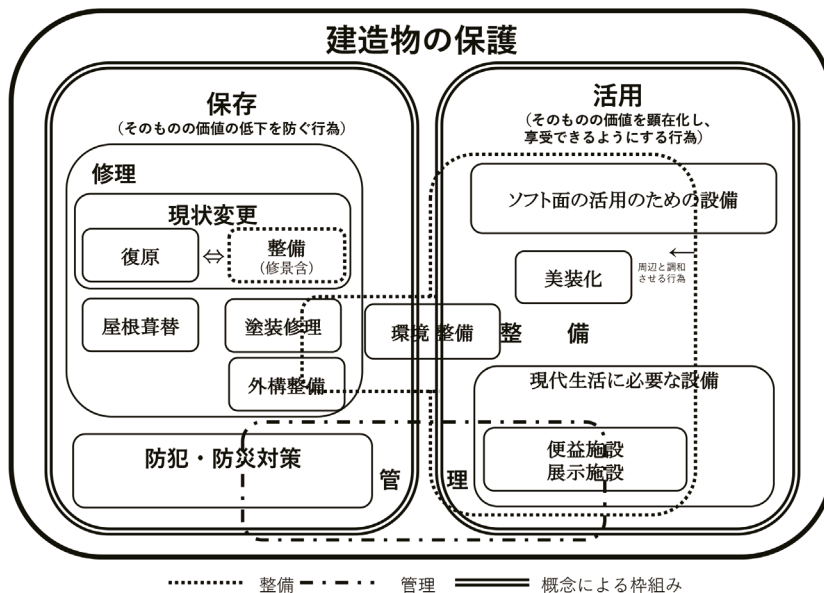 建造物の保護
保存
（そのものの価値の低下を防ぐ行為）
修理
現状変更
復原
⇔
整備
（修景含）
屋根葺替
塗装修理
外構整備
防犯・防災対策
環境 整備
管 理
活用
（そのものの価値を顕在化し、
享受できるようにする行為）
ソフト面の活用のための設備
美装化
←
周辺と調和
させる行為
整 備
現代生活に必要な設備
便益施設
展示施設
整備
管理
概念による枠組み